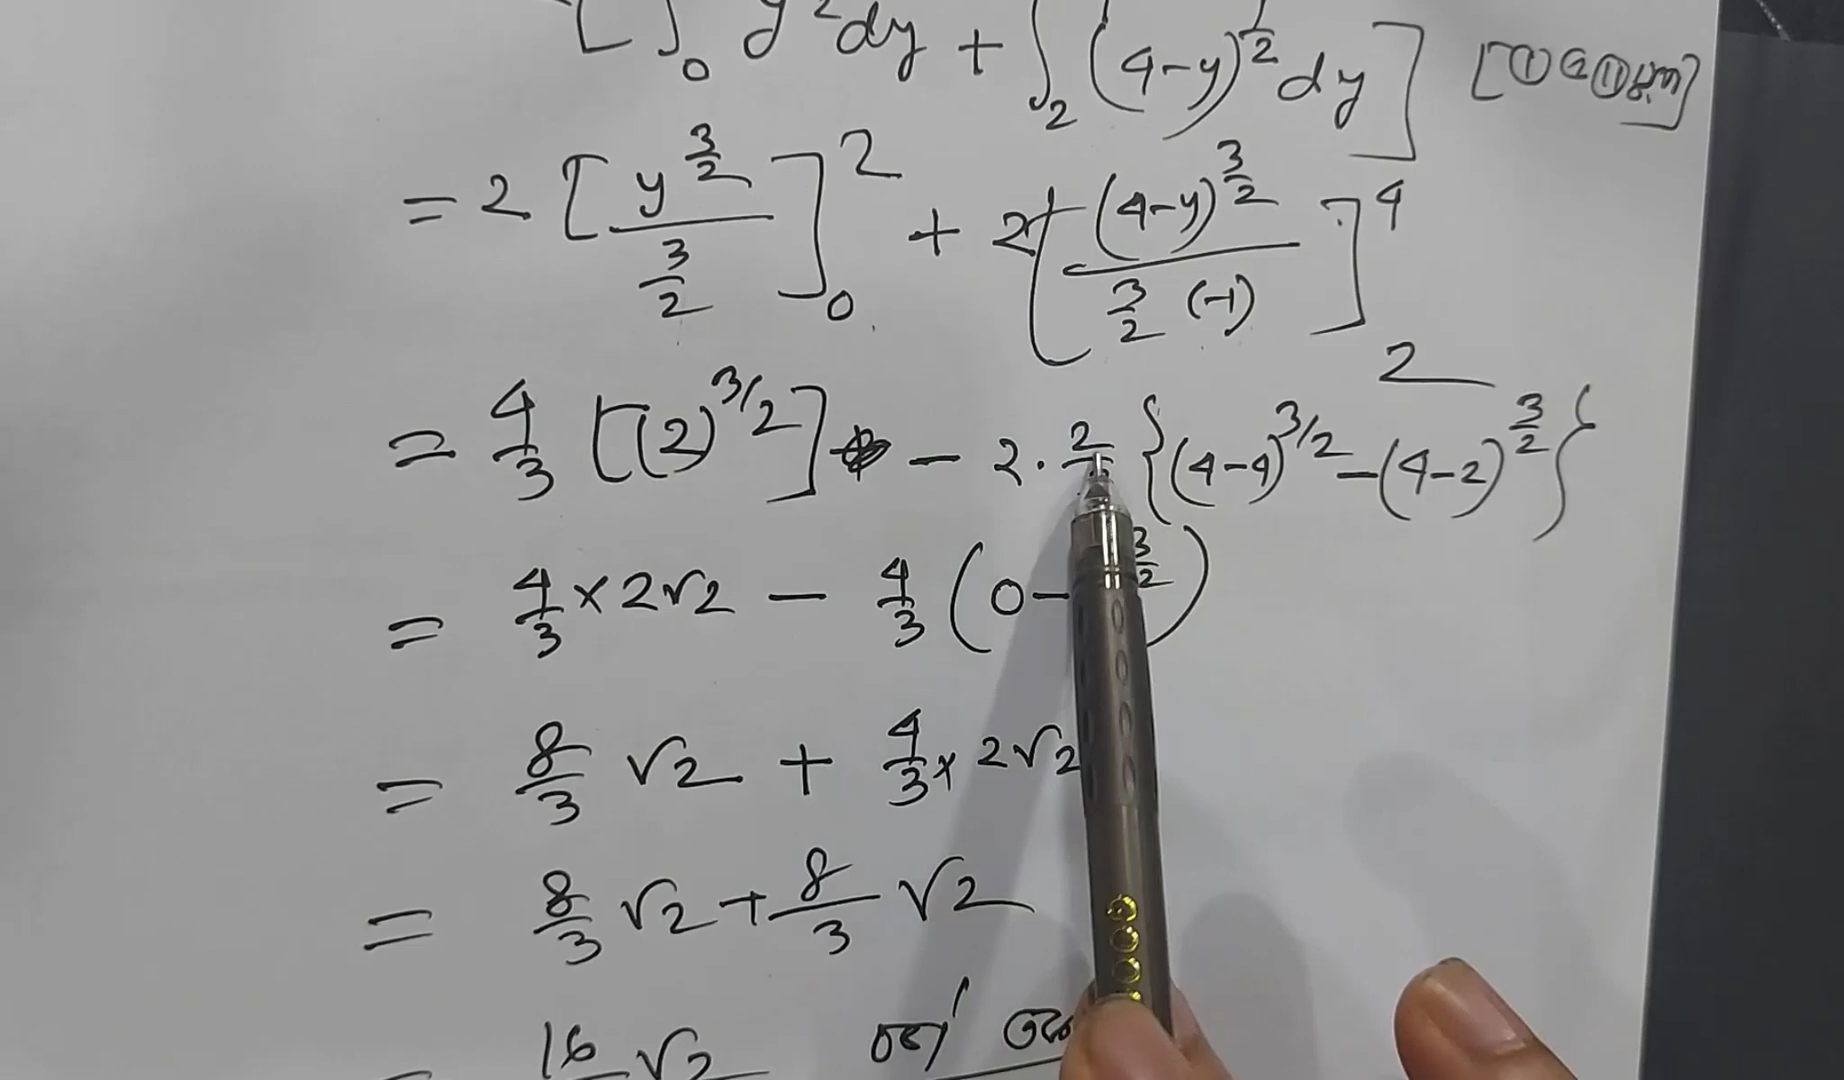 [∫₀ y² dy + ∫₂ (4-y)^{1/2} dy]
= 2 [y^{3/2} / (3/2)]₀² + 2[(4-y)^{3/2} / (3/2 (-1))]₂⁴
= 4/3 [(2)^{3/2}] - 2 · 2/ {(4-4)^{3/2} - (4-2)^{3/2}}
= 4/3 × 2√2 - 4/3 (0 - ^{3/2})
= 8/3 √2 + 4/3 × 2√2
= 8/3 √2 + 8/3 √2
= 16 √2